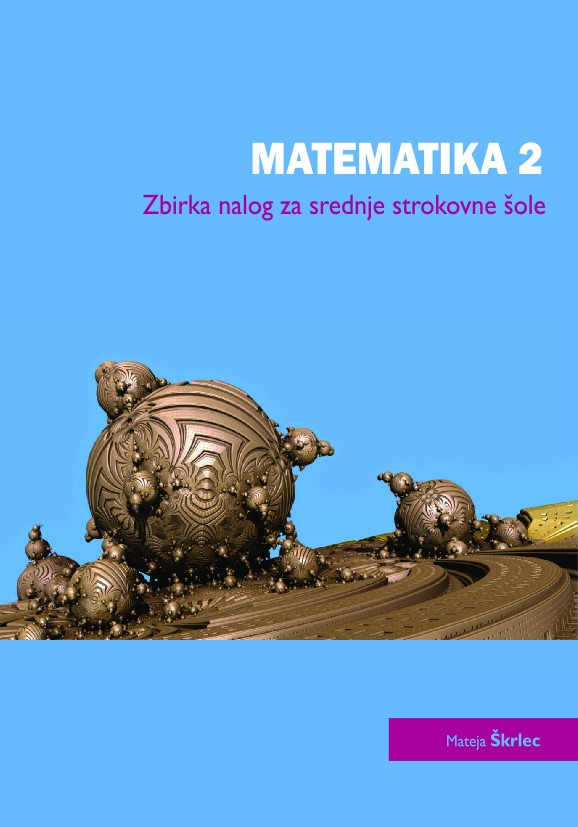 MATEMATIKA 2
Zbirka nalog za srednje strokovne šole
Mateja Škrlec